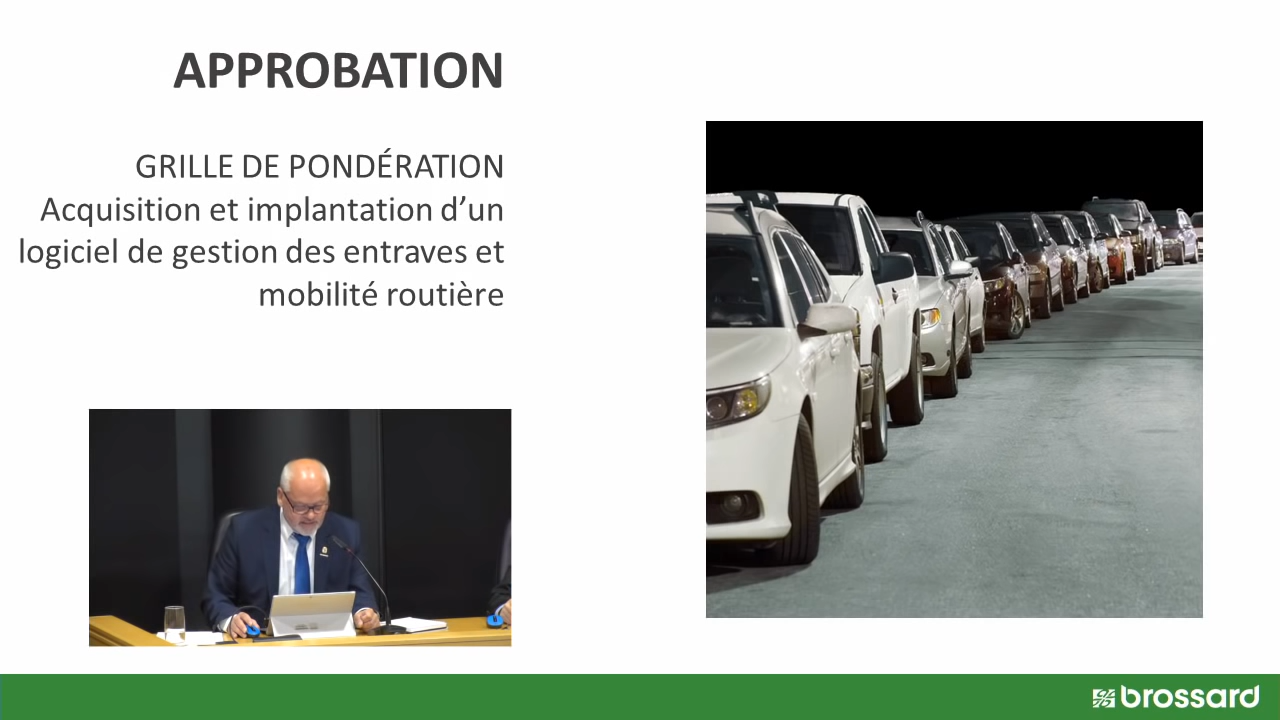 APPROBATION
GRILLE DE PONDÉRATION
Acquisition et implantation d’un
logiciel de gestion des entraves et
mobilité routière
brossard